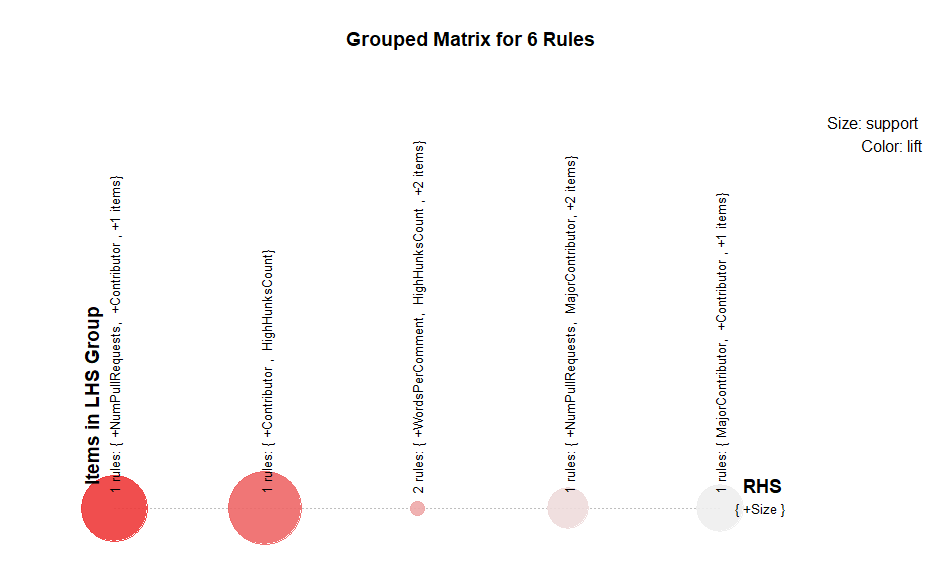 Grouped Matrix for 6 Rules
Size: support
Color: lift
Items in LHS Group
1 rules: { +NumPullRequests, +Contributor , +1 items}
1 rules: { +Contributor , HighHunksCount}
2 rules: { +WordsPerComment, HighHunksCount , +2 items}
1 rules: { +NumPullRequests, MajorContributor, +2 items}
1 rules: { MajorContributor, +Contributor , +1 items}
RHS
{ +Size }